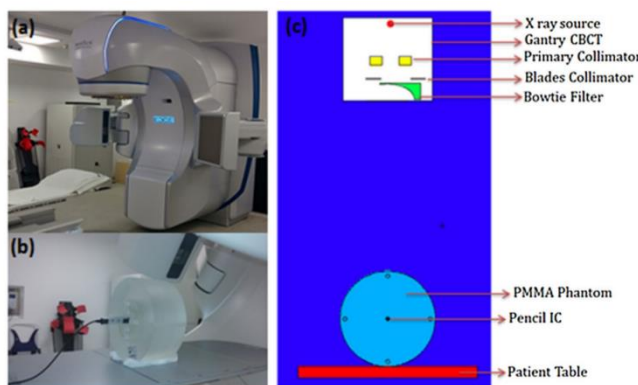 (a)
(b)
(c)
X ray source
Gantry CBCT
Primary Collimator
Blades Collimator
Bowtie Filter
PMMA Phantom
Pencil IC
Patient Table